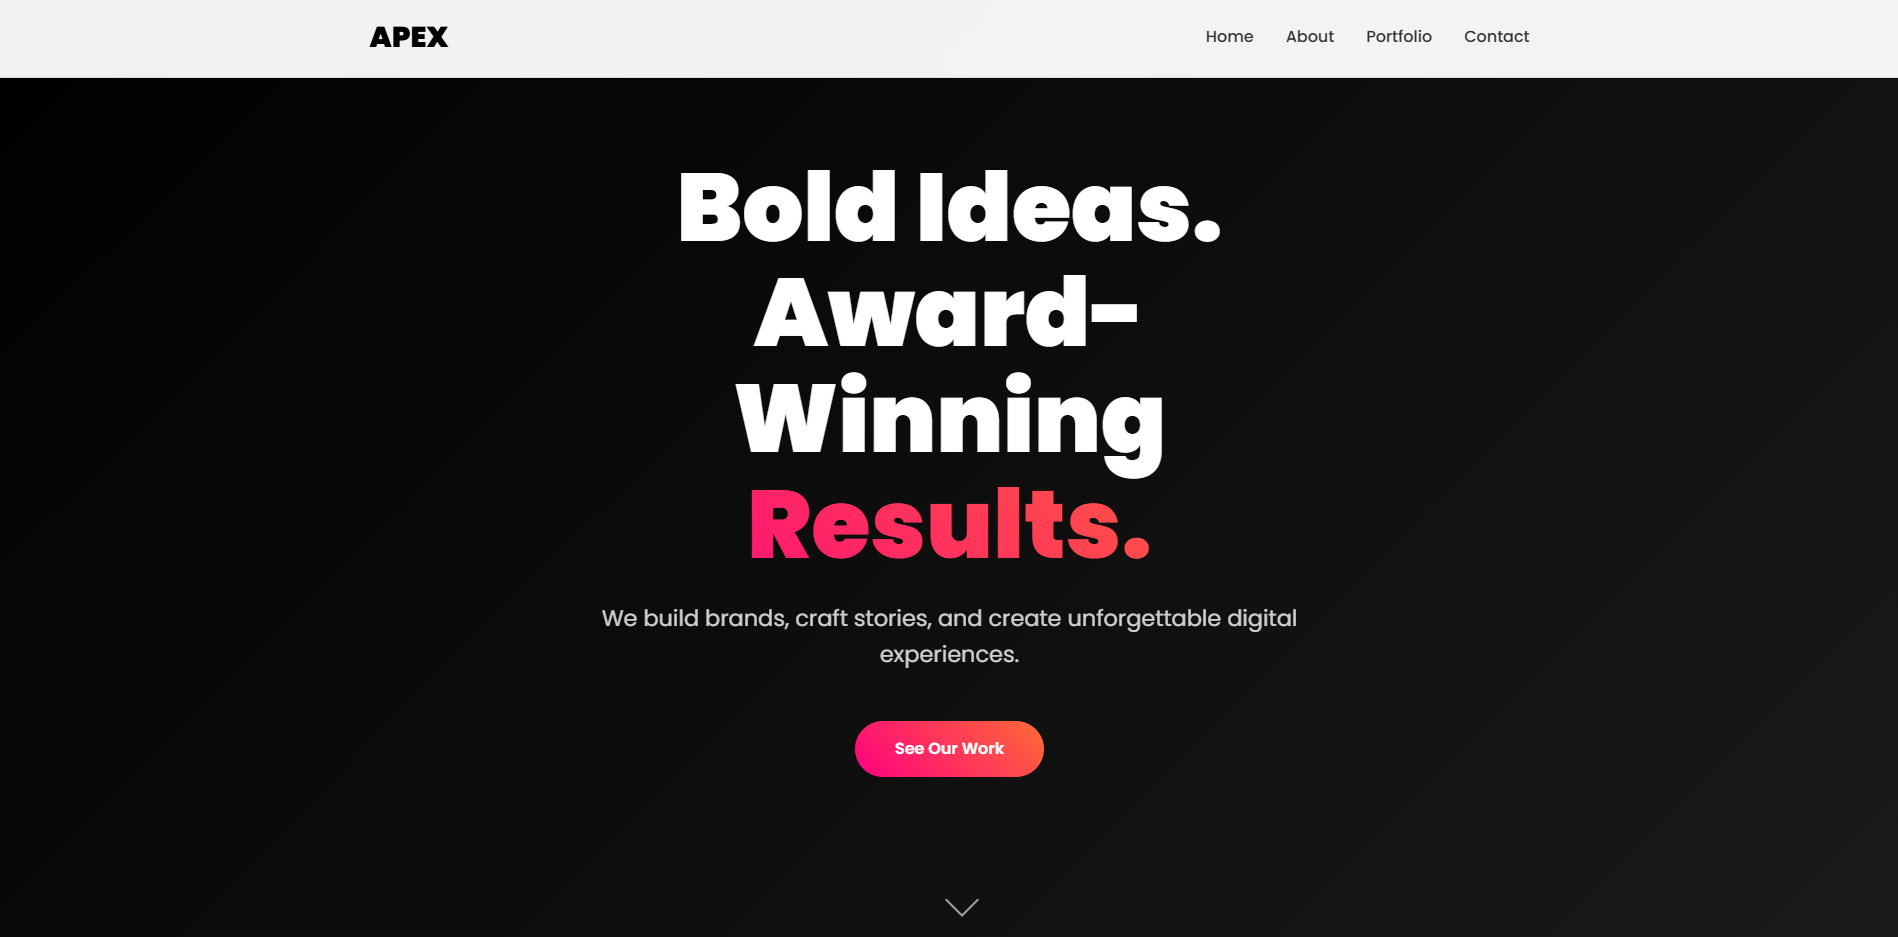 APEX
Home About Portfolio Contact
Bold Ideas.
Award-
Winning
Results.
We build brands, craft stories, and create unforgettable digital
experiences.
See Our Work